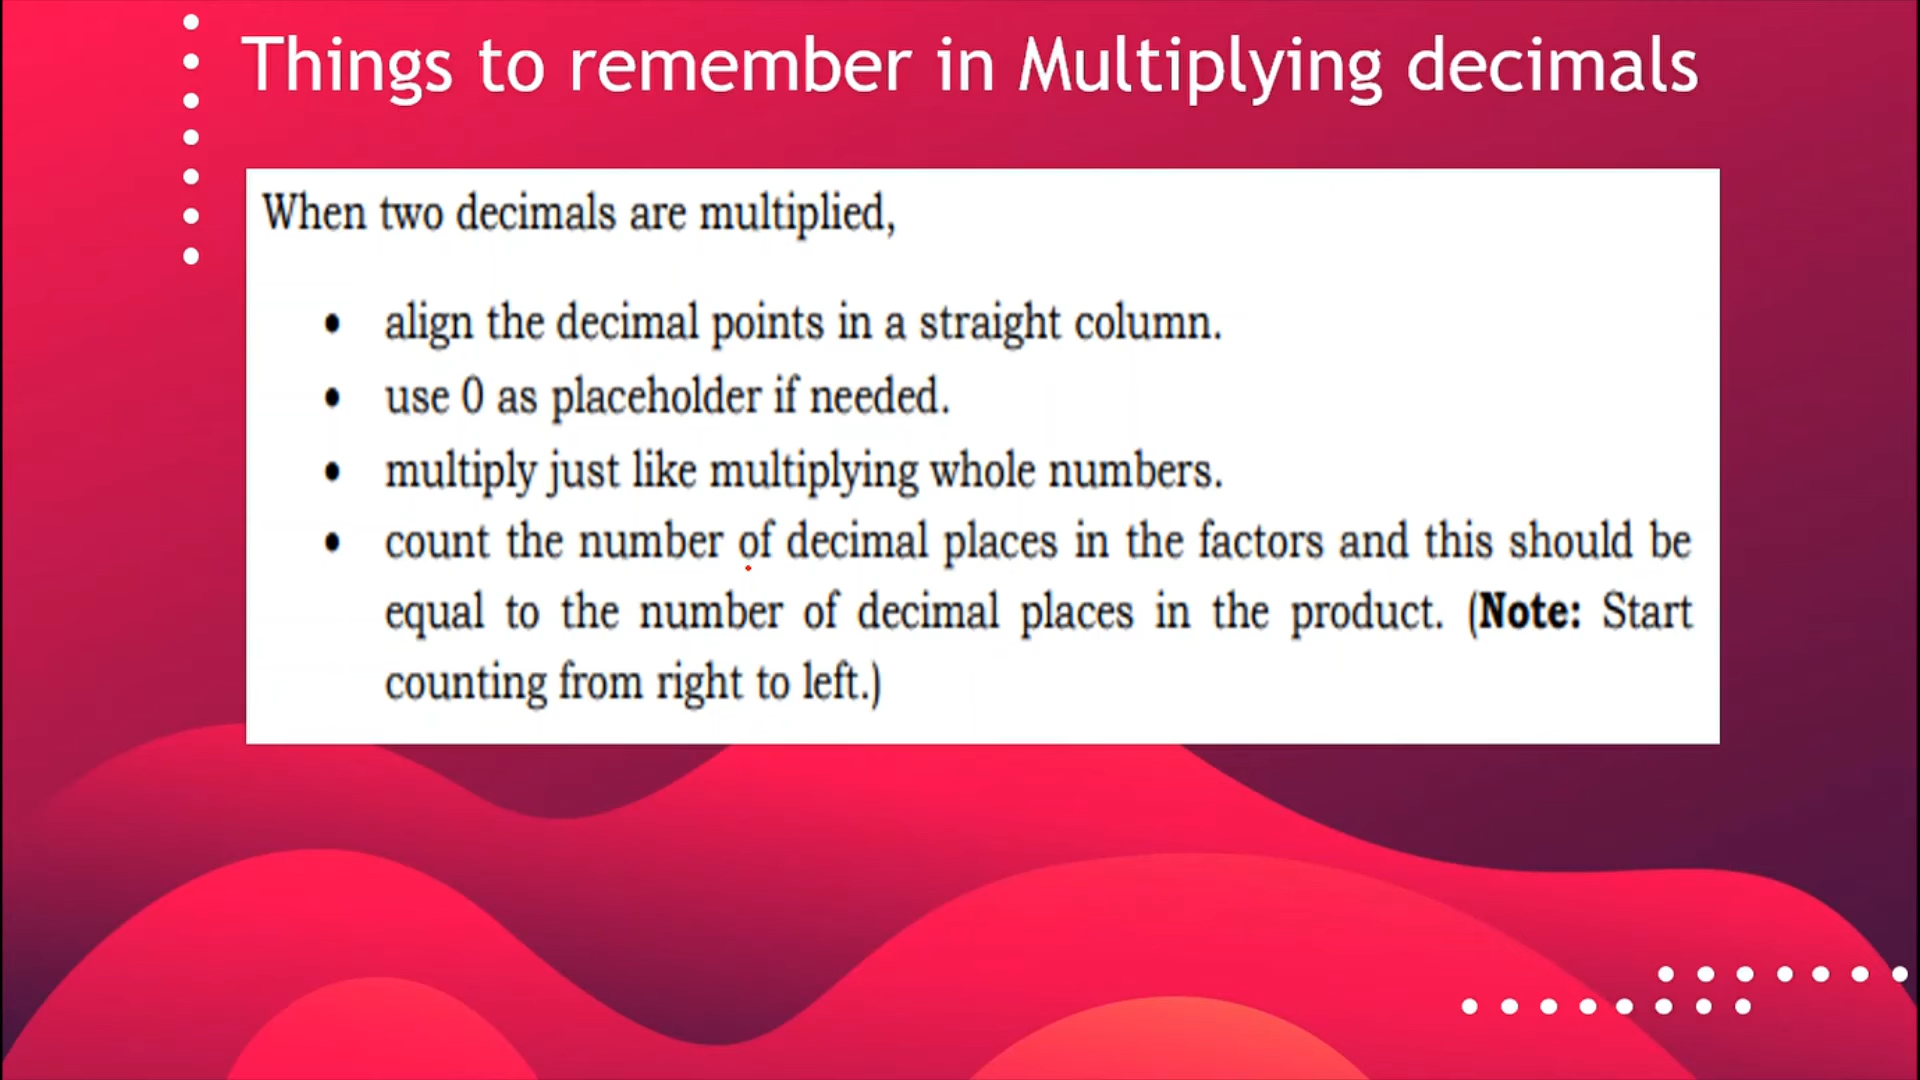 Things to remember in Multiplying decimals
When two decimals are multiplied,
• align the decimal points in a straight column.
• use 0 as placeholder if needed.
• multiply just like multiplying whole numbers.
• count the number of decimal places in the factors and this should be
equal to the number of decimal places in the product. (Note: Start
counting from right to left.)